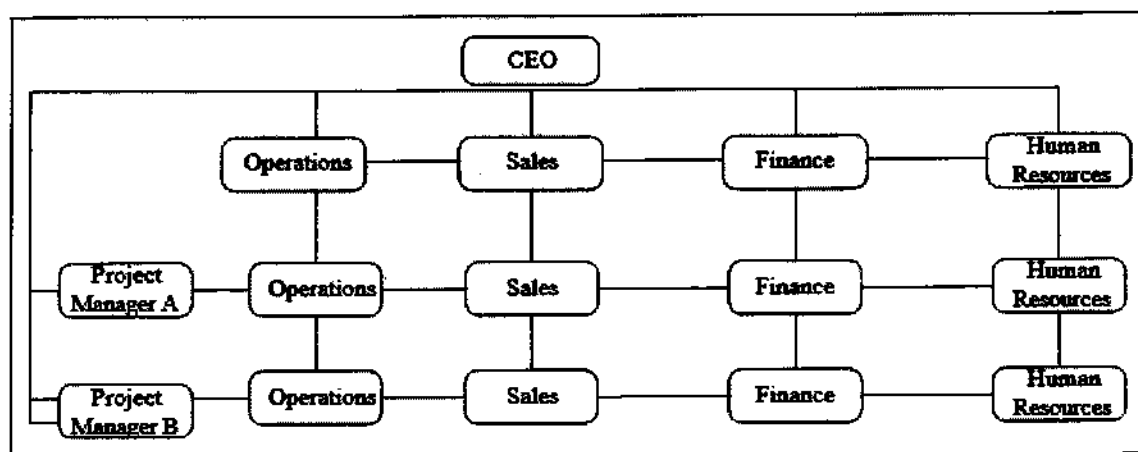 CEO
Operations
Sales
Finance
Human
Resources
Project
Manager A
Operations
Sales
Finance
Human
Resources
Project
Manager B
Operations
Sales
Finance
Human
Resources